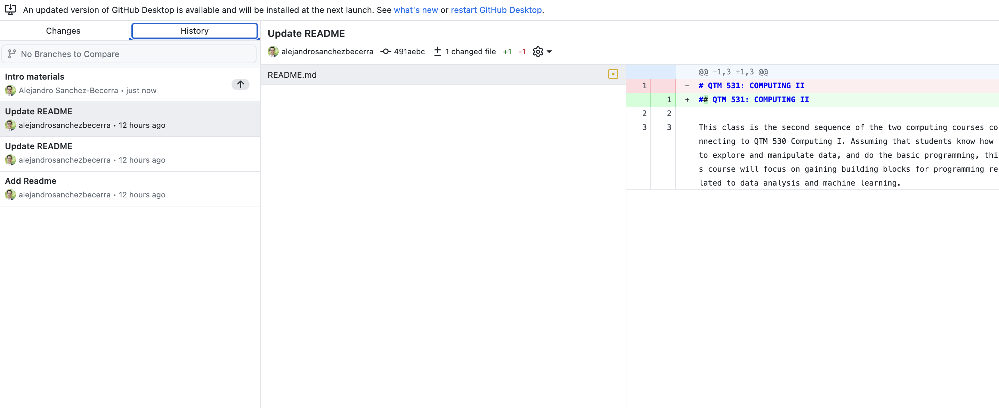 An updated version of GitHub Desktop is available and will be installed at the next launch. See what's new or restart GitHub Desktop.
Changes
History
No Branches to Compare
Intro materials
Alejandro Sanchez-Becerra • just now
Update README
alejandrosanchezbecerra • 12 hours ago
Update README
alejandrosanchezbecerra • 12 hours ago
Add Readme
alejandrosanchezbecerra • 12 hours ago
Update README
alejandrosanchezbecerra 491aebc 1 changed file +1 -1
README.md
@@ -1,3 +1,3 @@
1 - # QTM 531: COMPUTING II
1 + ## QTM 531: COMPUTING II
2 2
3 3 This class is the second sequence of the two computing courses co
nnecting to QTM 530 Computing I. Assuming that students know how
to explore and manipulate data, and do the basic programming, thi
s course will focus on gaining building blocks for programming re
lated to data analysis and machine learning.